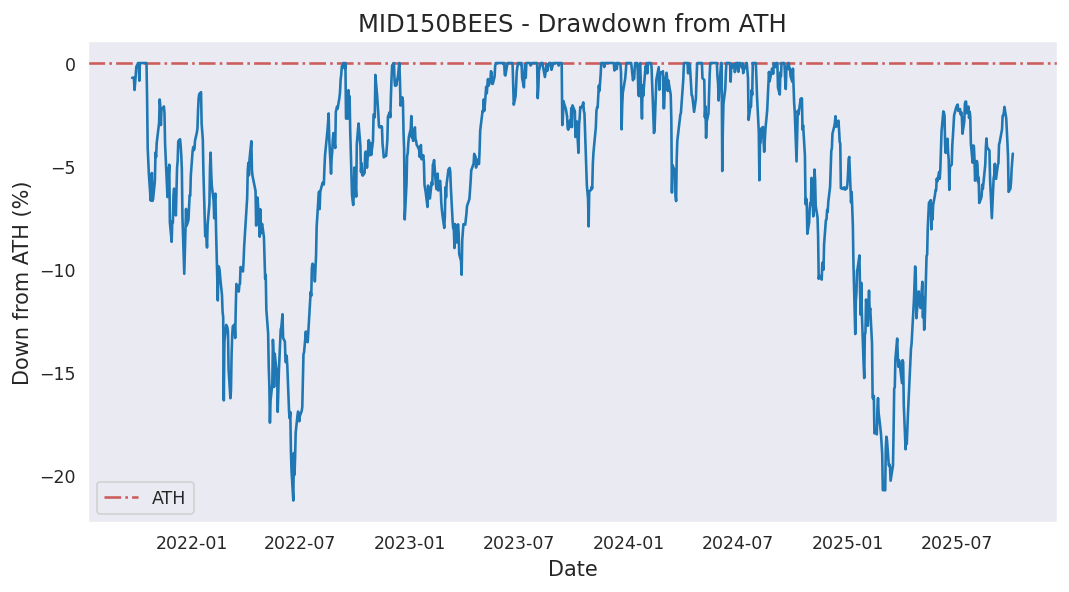 MID150BEES - Drawdown from ATH
Down from ATH (%)
0
−5
−10
−15
−20
ATH
2022-01 2022-07 2023-01 2023-07 2024-01 2024-07 2025-01 2025-07
Date